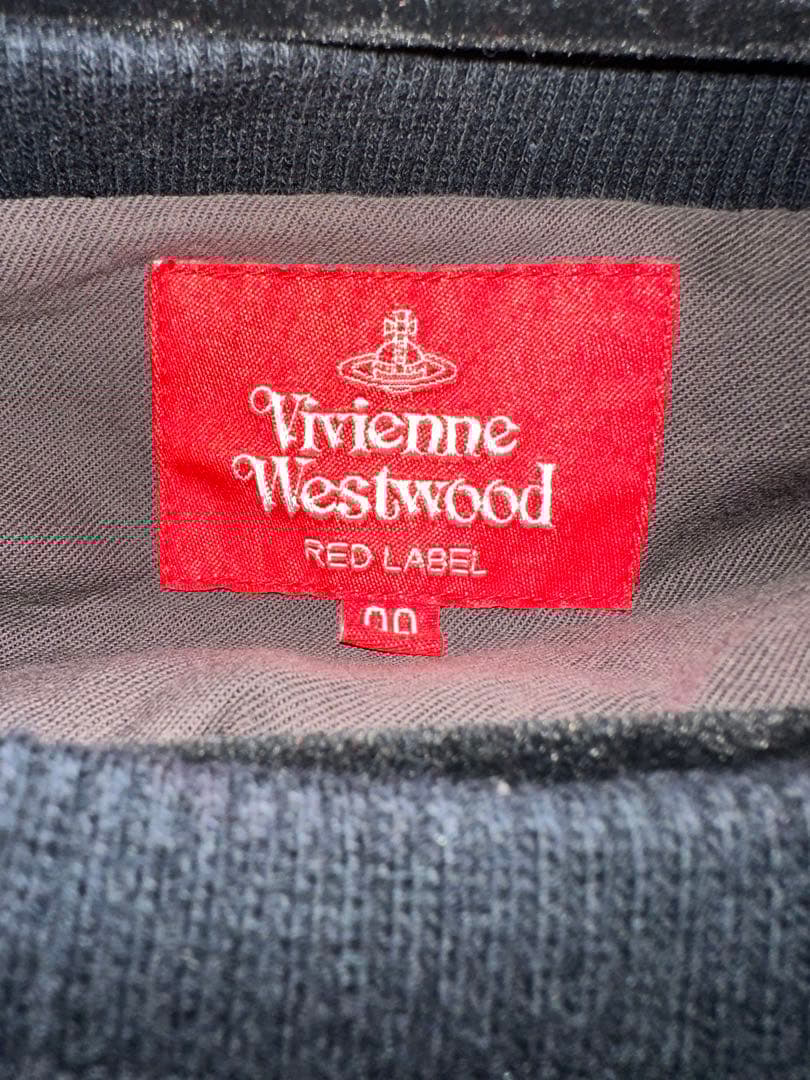 Vivienne
Westwood
RED LABEL
00